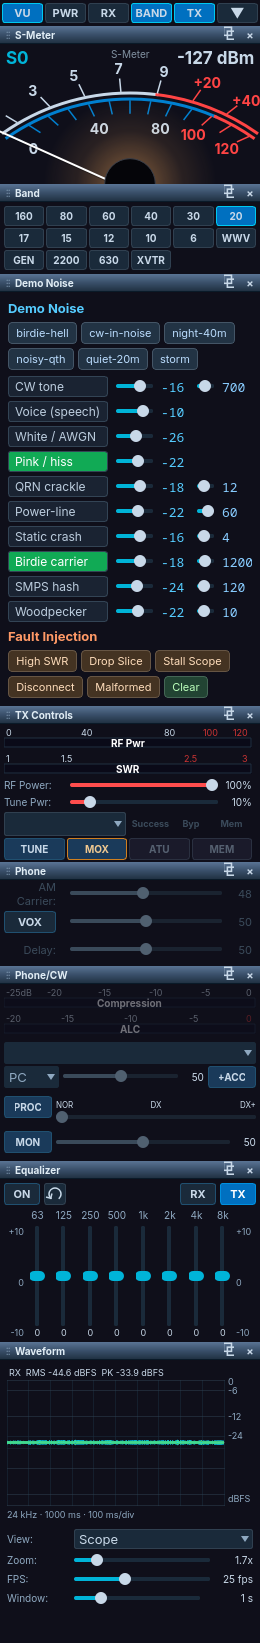 VU PWR RX BAND TX
S-Meter
S0 S-Meter -127 dBm
3 5 7 9 +20 +40
0 40 80 100 120
Band
160 80 60 40 30 20
17 15 12 10 6 WWV
GEN 2200 630 XVTR
Demo Noise
Demo Noise
birdie-hell cw-in-noise night-40m
noisy-qth quiet-20m storm
CW tone -16 700
Voice (speech) -10
White / AWGN -26
Pink / hiss -22
QRN crackle -18 12
Power-line -22 60
Static crash -16 4
Birdie carrier -18 1200
SMPS hash -24 120
Woodpecker -22 10
Fault Injection
High SWR Drop Slice Stall Scope
Disconnect Malformed Clear
TX Controls
0 40 80 100 120
RF Pwr
1 1.5 2.5 3
SWR
RF Power: 100%
Tune Pwr: 10%
Success Byp Mem
TUNE MOX ATU MEM
Phone
AM Carrier: 48
VOX 50
Delay: 50
Phone/CW
-25dB -20 -15 -10 -5 0
Compression
-20 -15 -10 -5 0
ALC
PC 50 +ACC
NOR DX DX+
PROC
MON 50
Equalizer
ON RX TX
63 125 250 500 1k 2k 4k 8k
+10 +10
0 0
-10 0 0 0 0 0 0 0 0 -10
Waveform
RX RMS -44.6 dBFS PK -33.9 dBFS
0
-6
-12
-24
dBFS
24 kHz · 1000 ms · 100 ms/div
View: Scope
Zoom: 1.7x
FPS: 25 fps
Window: 1 s